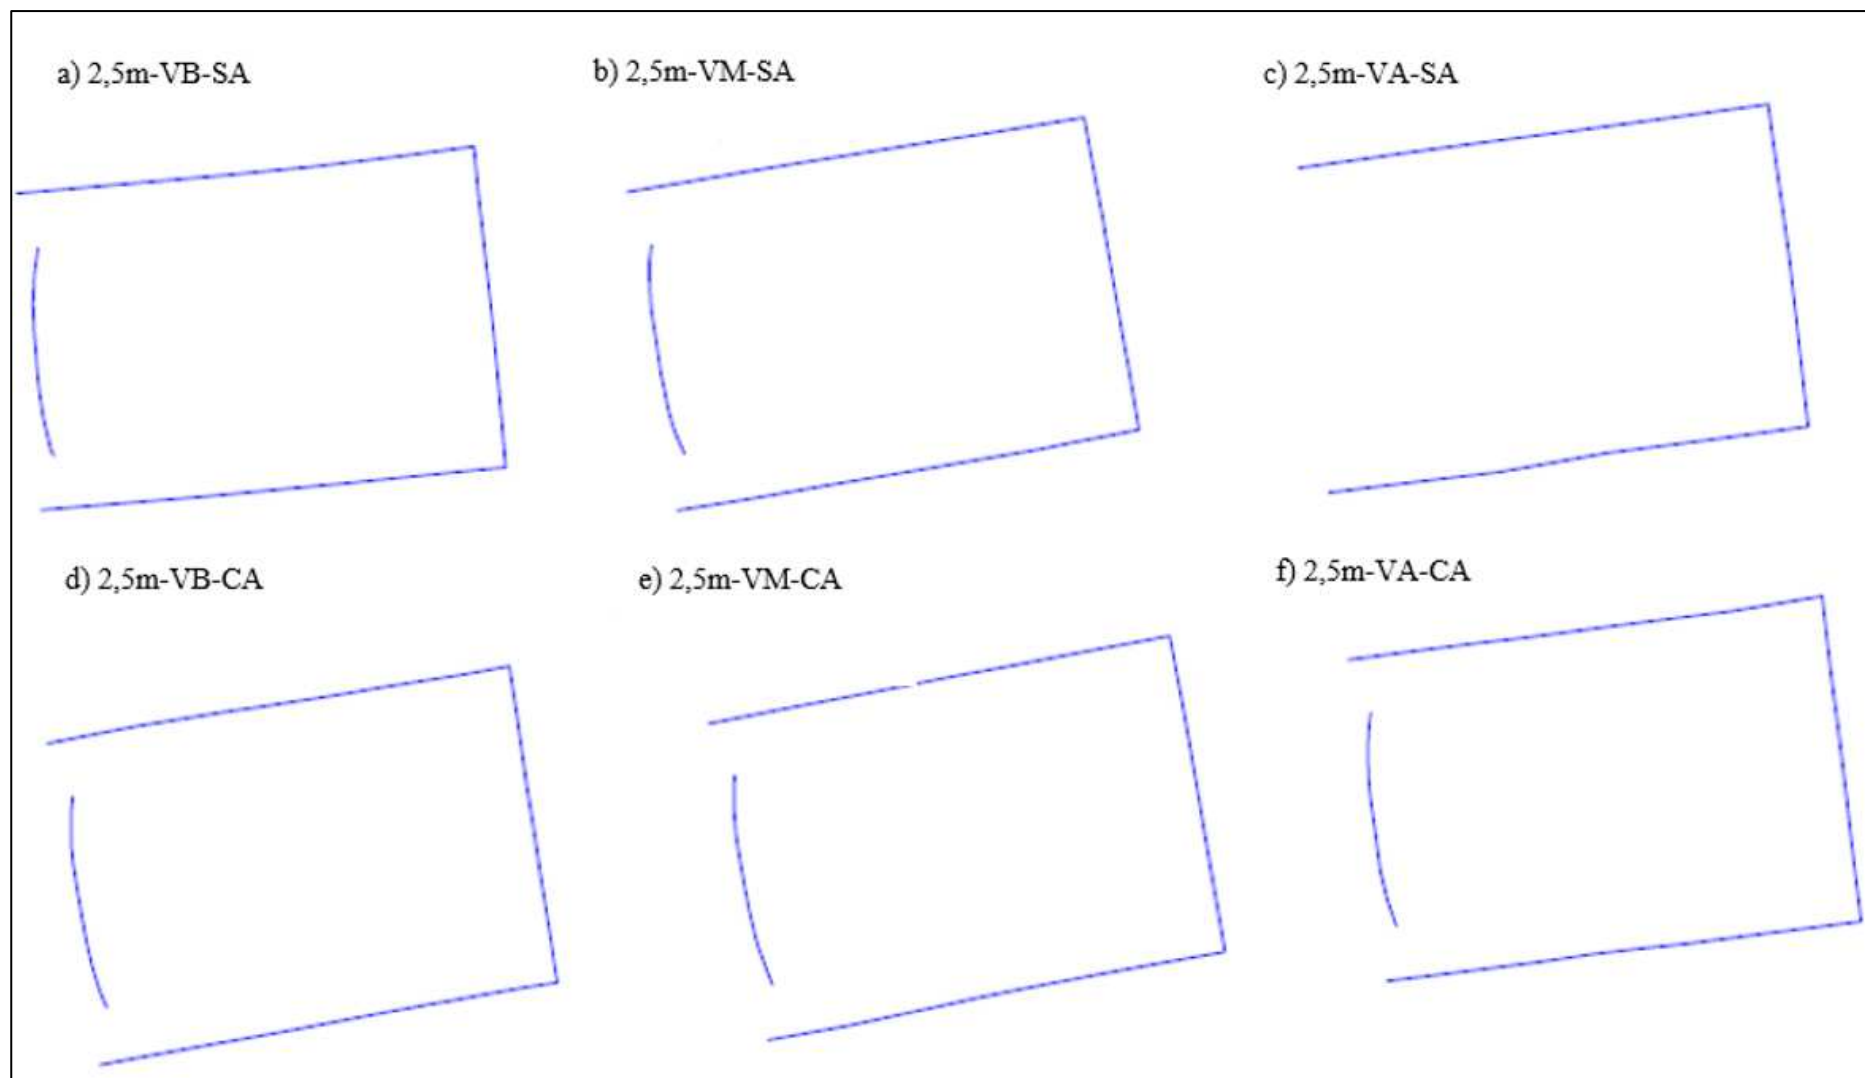 a) 2,5m-VB-SA
b) 2,5m-VM-SA
c) 2,5m-VA-SA
d) 2,5m-VB-CA
e) 2,5m-VM-CA
f) 2,5m-VA-CA